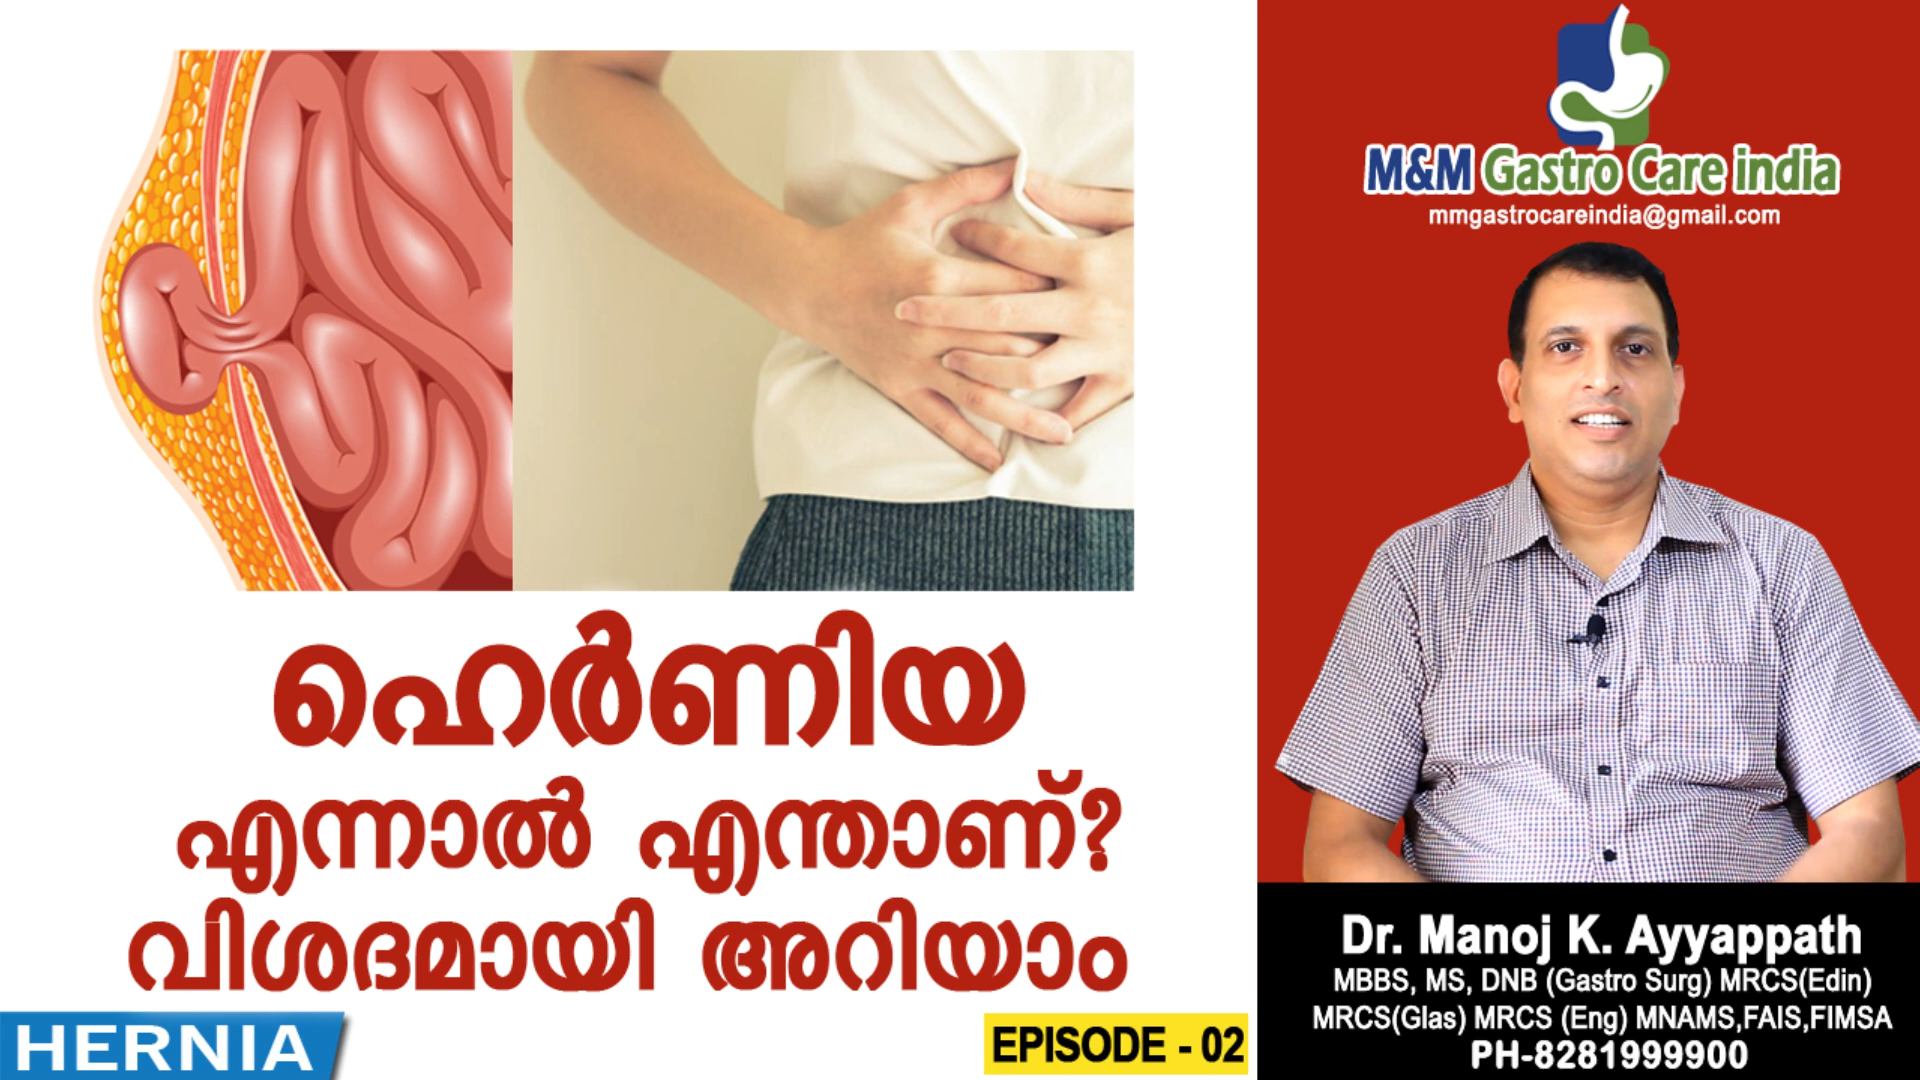 ഹെർണിയ
എന്നാൽ എന്താണ്?
വിശദമായി അറിയാം
HERNIA
EPISODE - 02
M&M Gastro Care india
mmgastrocareindia@gmail.com
Dr. Manoj K. Ayyappath
MBBS, MS, DNB (Gastro Surg) MRCS(Edin)
MRCS(Glas) MRCS (Eng) MNAMS,FAIS,FIMSA
PH-8281999900